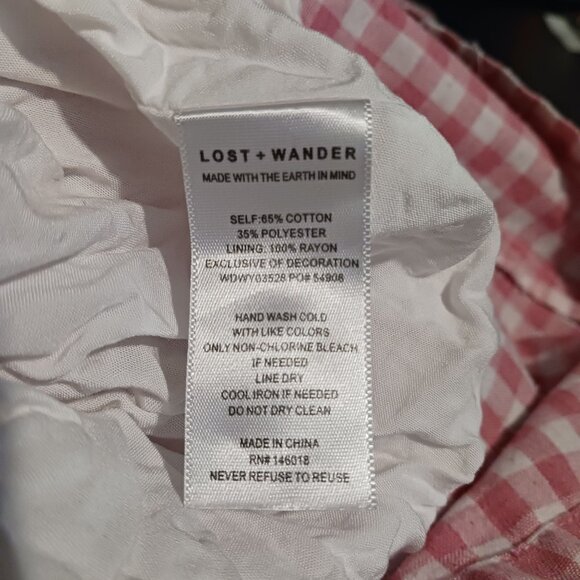 LOST + WANDER
MADE WITH THE EARTH IN MIND
SELF:65% COTTON
35% POLYESTER
LINING: 100% RAYON
EXCLUSIVE OF DECORATION
WDWY03528 PO# 54908
HAND WASH COLD
WITH LIKE COLORS
ONLY NON-CHLORINE BLEACH
IF NEEDED
LINE DRY
COOL IRON IF NEEDED
DO NOT DRY CLEAN
MADE IN CHINA
RN# 146018
NEVER REFUSE TO REUSE